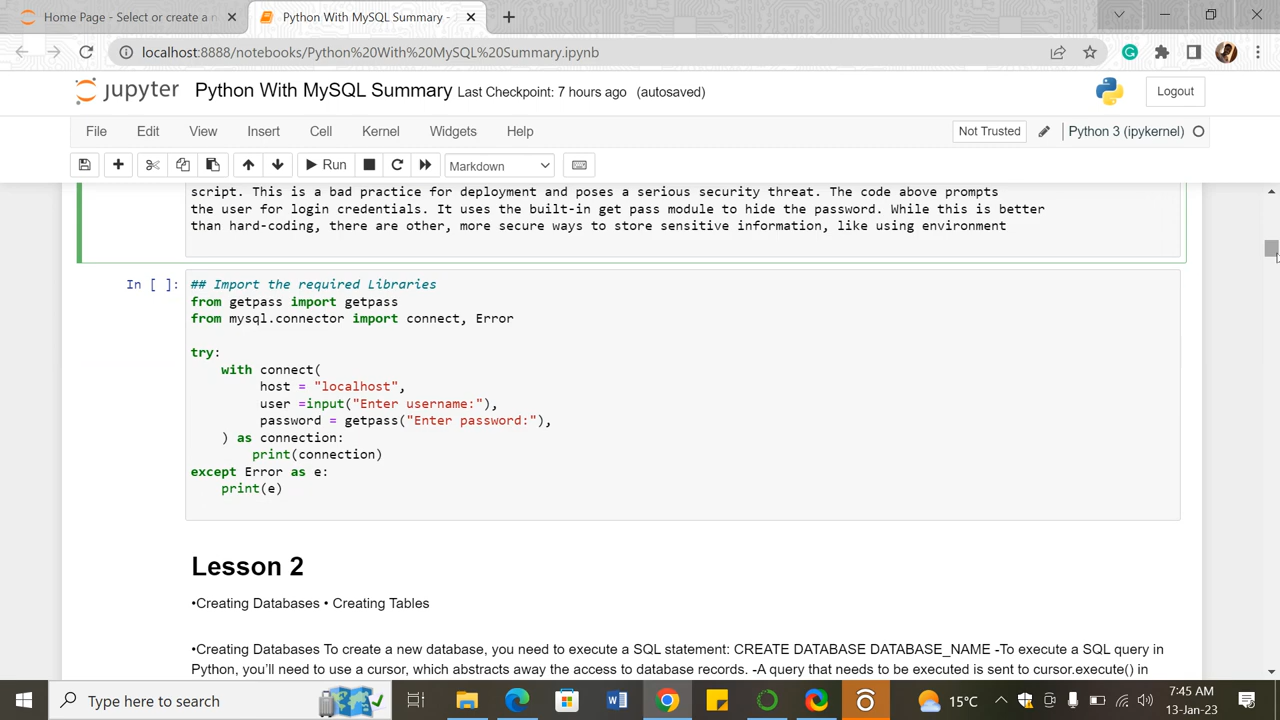 Home Page - Select or create a n
Python With MySQL Summary - J
localhost:8888/notebooks/Python%20With%20MySQL%20Summary.ipynb
jupyter Python With MySQL Summary Last Checkpoint: 7 hours ago (autosaved)
Logout
File Edit View Insert Cell Kernel Widgets Help
Not Trusted Python 3 (ipykernel)
Run Markdown
script. This is a bad practice for deployment and poses a serious security threat. The code above prompts
the user for login credentials. It uses the built-in get pass module to hide the password. While this is better
than hard-coding, there are other, more secure ways to store sensitive information, like using environment
In [ ]: ## Import the required Libraries
from getpass import getpass
from mysql.connector import connect, Error
try:
with connect(
host = "localhost",
user =input("Enter username:"),
password = getpass("Enter password:"),
) as connection:
print(connection)
except Error as e:
print(e)
Lesson 2
•Creating Databases • Creating Tables
•Creating Databases To create a new database, you need to execute a SQL statement: CREATE DATABASE DATABASE_NAME -To execute a SQL query in
Python, you'll need to use a cursor, which abstracts away the access to database records. -A query that needs to be executed is sent to cursor.execute() in
Type here to search
15°C
7:45 AM
13-Jan-23